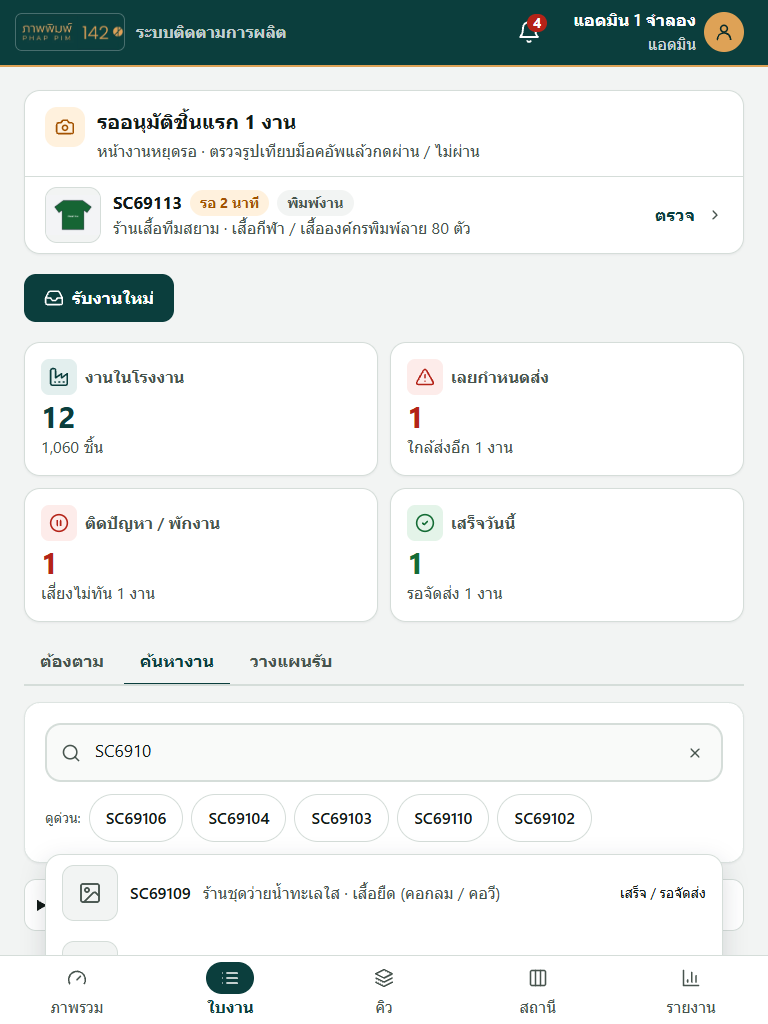 ภาพพิมพ์ 142
PHAP PIM
ระบบติดตามการผลิต
4
แอดมิน 1 จำลอง
แอดมิน
รออนุมัติชิ้นแรก 1 งาน
หน้างานหยุดรอ · ตรวจรูปเทียบม็อคอัพแล้วกดผ่าน / ไม่ผ่าน
SC69113 รอ 2 นาที พิมพ์งาน
ร้านเสื้อทีมสยาม · เสื้อกีฬา / เสื้อองค์กรพิมพ์ลาย 80 ตัว
ตรวจ
รับงานใหม่
งานในโรงงาน
12
1,060 ชิ้น
เลยกำหนดส่ง
1
ใกล้ส่งอีก 1 งาน
ติดปัญหา / พักงาน
1
เสี่ยงไม่ทัน 1 งาน
เสร็จวันนี้
1
รอจัดส่ง 1 งาน
ต้องตาม ค้นหางาน วางแผนรับ
SC6910
ดูด่วน: SC69106 SC69104 SC69103 SC69110 SC69102
SC69109 ร้านชุดว่ายน้ำทะเลใส · เสื้อยืด (คอกลม / คอวี) เสร็จ / รอจัดส่ง
ภาพรวม ใบงาน คิว สถานี รายงาน